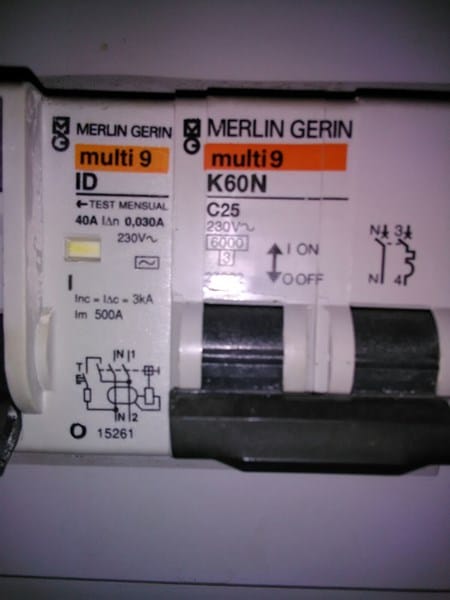 MERLIN GERIN
multi 9
ID
←TEST MENSUAL
40A IΔn 0,030A
230V~
I
Inc = IΔc = 3kA
Im 500A
T
N 1
N 2
O 15261
MERLIN GERIN
multi 9
K60N
C25
230V~
6000
3
I ON
O OFF
N 3
N 4